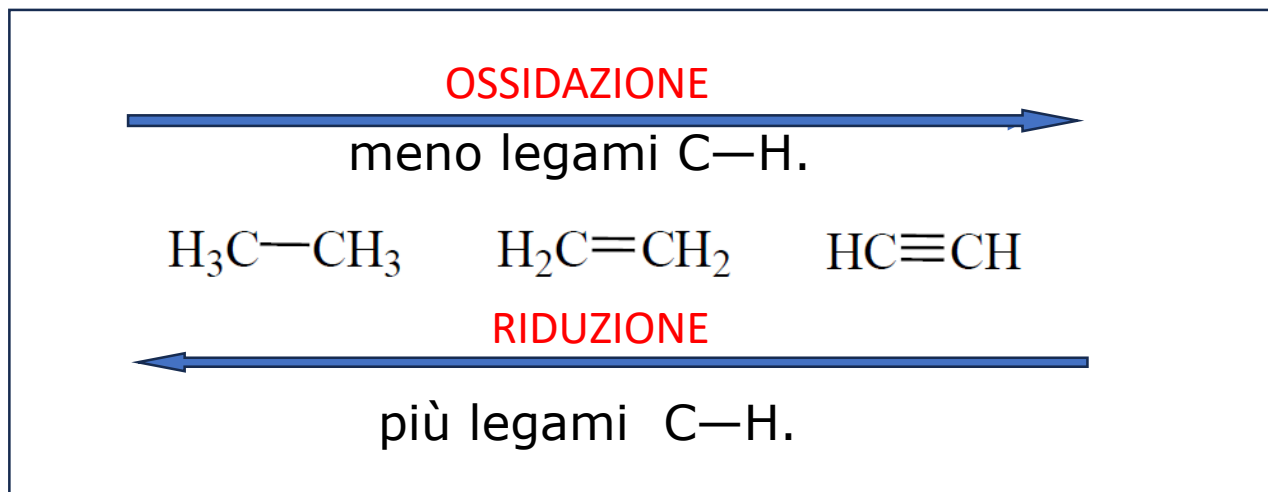 OSSIDAZIONE
meno legami C—H.
H₃C—CH₃ H₂C=CH₂ HC≡CH
RIDUZIONE
più legami C—H.